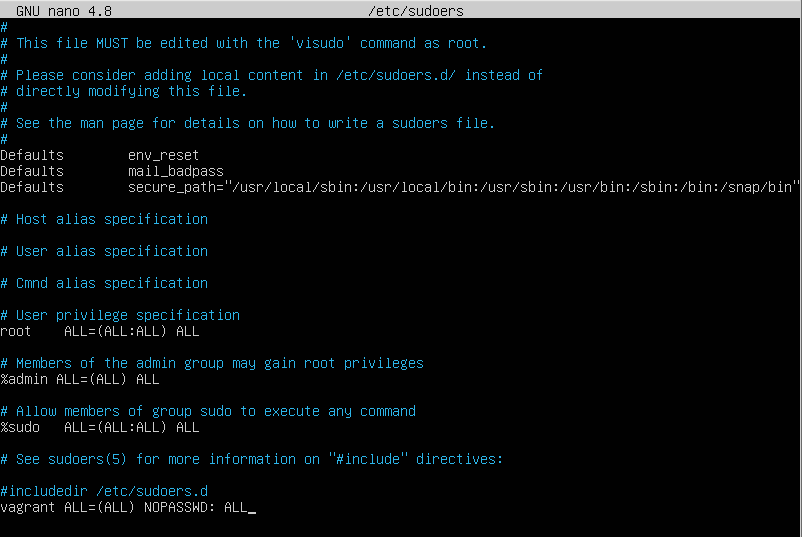 GNU nano 4.8 /etc/sudoers
#
# This file MUST be edited with the 'visudo' command as root.
#
# Please consider adding local content in /etc/sudoers.d/ instead of
# directly modifying this file.
#
# See the man page for details on how to write a sudoers file.
#
Defaults        env_reset
Defaults        mail_badpass
Defaults        secure_path="/usr/local/sbin:/usr/local/bin:/usr/sbin:/usr/bin:/sbin:/bin:/snap/bin"
# Host alias specification
# User alias specification
# Cmnd alias specification
# User privilege specification
root    ALL=(ALL:ALL) ALL
# Members of the admin group may gain root privileges
%admin ALL=(ALL) ALL
# Allow members of group sudo to execute any command
%sudo   ALL=(ALL:ALL) ALL
# See sudoers(5) for more information on "#include" directives:
#includedir /etc/sudoers.d
vagrant ALL=(ALL) NOPASSWD: ALL_